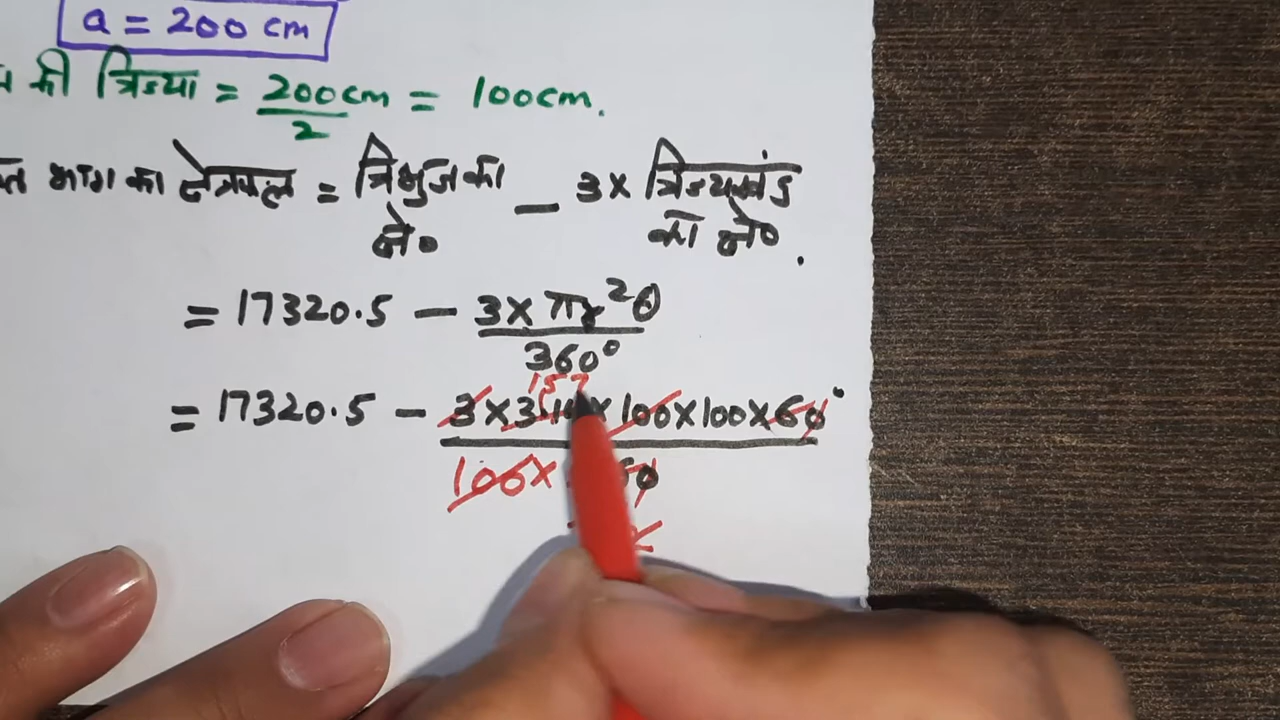 a = 200 cm
की त्रिज्या = 200cm/2 = 100cm.
भाग का क्षेत्रफल = त्रिभुज का क्षे० − 3 × त्रिज्यखंड का क्षे०.
= 17320.5 − 3 × πr²θ/360°
157
= 17320.5 − 3 × 3.14 × 100 × 100 × 60°
100 ×